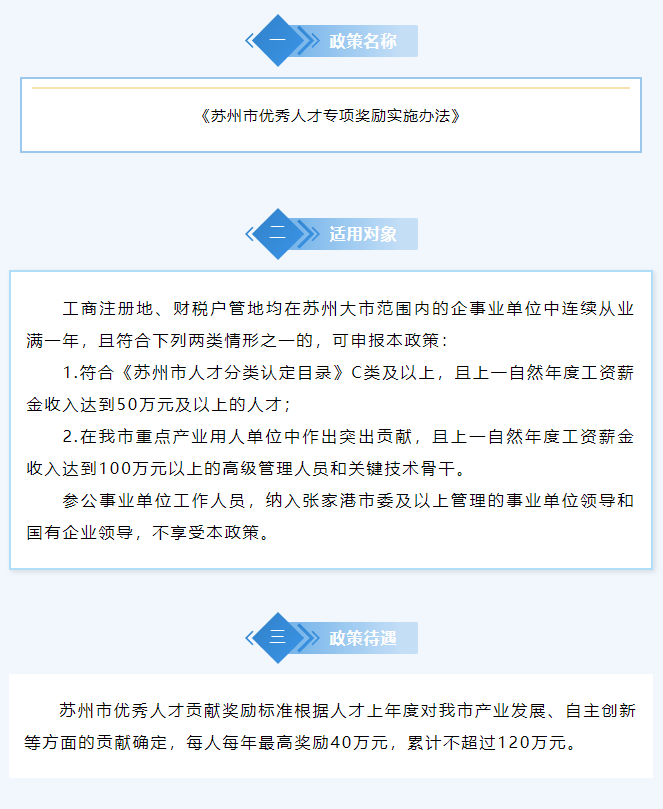 一 政策名称
《苏州市优秀人才专项奖励实施办法》
二 适用对象
工商注册地、财税户管地均在苏州大市范围内的企事业单位中连续从业
满一年，且符合下列两类情形之一的，可申报本政策：
1.符合《苏州市人才分类认定目录》C类及以上，且上一自然年度工资薪
金收入达到50万元及以上的人才；
2.在我市重点产业用人单位中作出突出贡献，且上一自然年度工资薪金
收入达到100万元以上的高级管理人员和关键技术骨干。
参公事业单位工作人员，纳入张家港市委及以上管理的事业单位领导和
国有企业领导，不享受本政策。
三 政策待遇
苏州市优秀人才贡献奖励标准根据人才上年度对我市产业发展、自主创新
等方面的贡献确定，每人每年最高奖励40万元，累计不超过120万元。